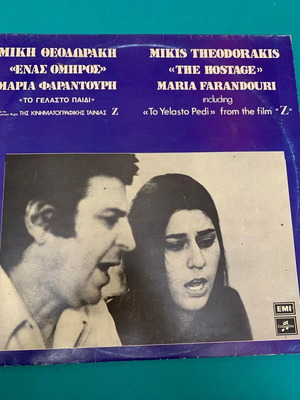 ΜΙΚΗ ΘΕΟΔΩΡΑΚΗ
«ΕΝΑΣ ΟΜΗΡΟΣ»
ΜΑΡΙΑ ΦΑΡΑΝΤΟΥΡΗ
«ΤΟ ΓΕΛΑΣΤΟ ΠΑΙΔΙ»
ΤΗΣ ΚΙΝΗΜΑΤΟΓΡΑΦΙΚΗΣ ΤΑΙΝΙΑΣ Z
MIKIS THEODORAKIS
«THE HOSTAGE»
MARIA FARANDOURI
including
«To Yelasto Pedi» from the film "Z"
EMI
Columbia